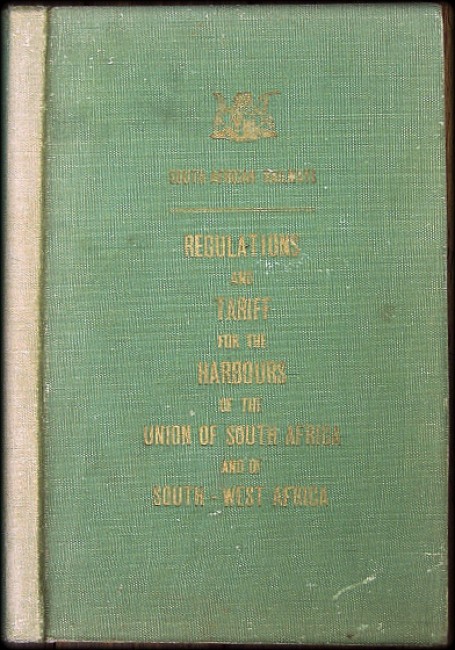 SOUTH AFRICAN RAILWAYS
REGULATIONS
AND
TARIFF
FOR THE
HARBOURS
OF THE
UNION OF SOUTH AFRICA
AND OF
SOUTH-WEST AFRICA